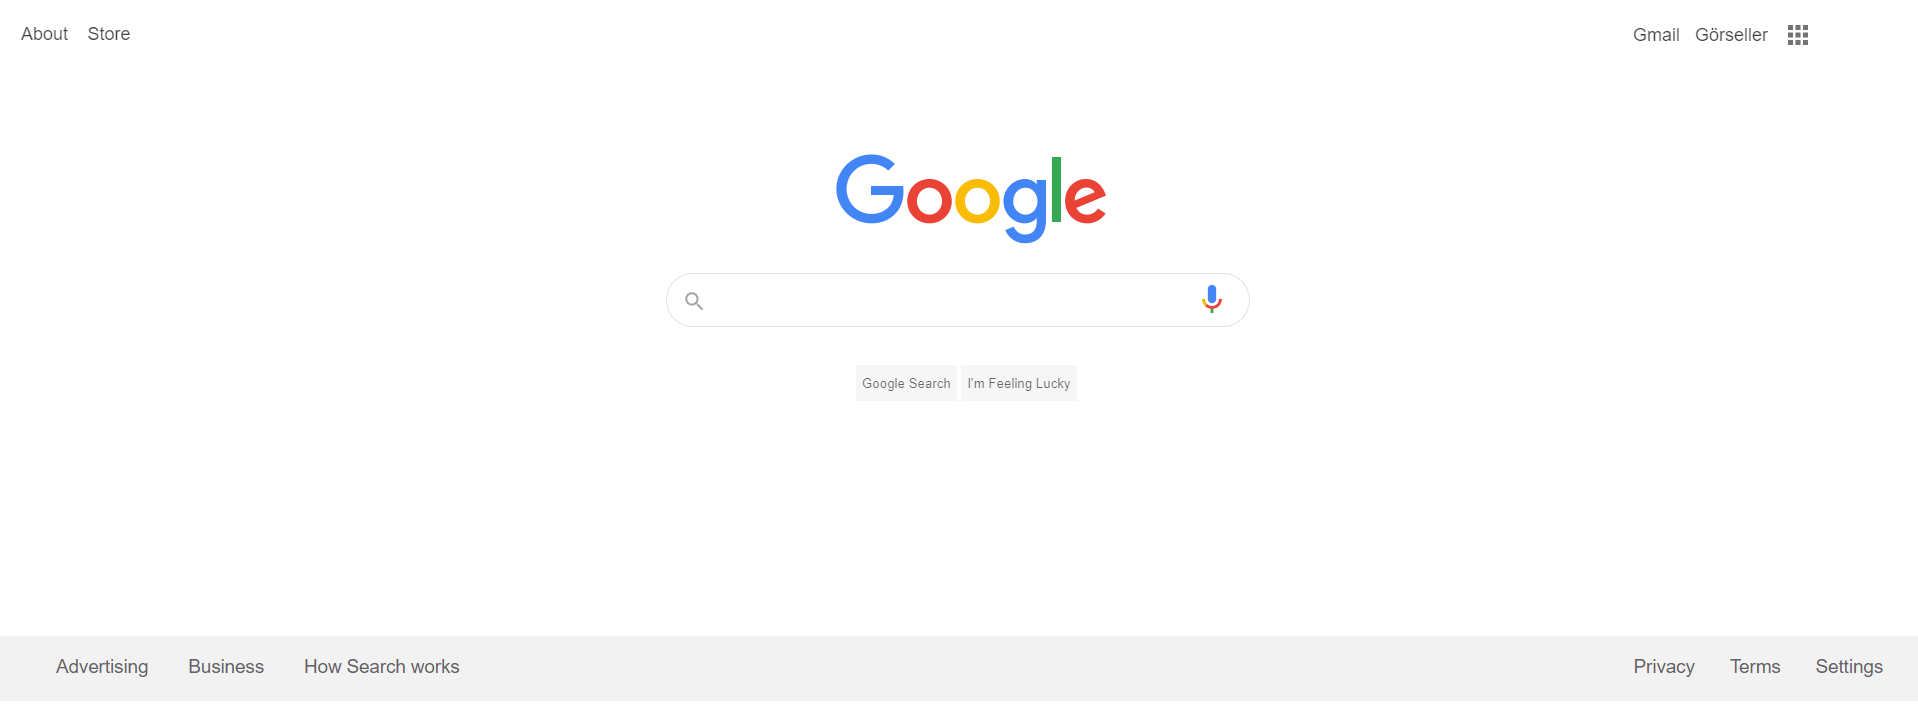 About Store Gmail Görseller
Google
Google Search I'm Feeling Lucky
Advertising Business How Search works Privacy Terms Settings